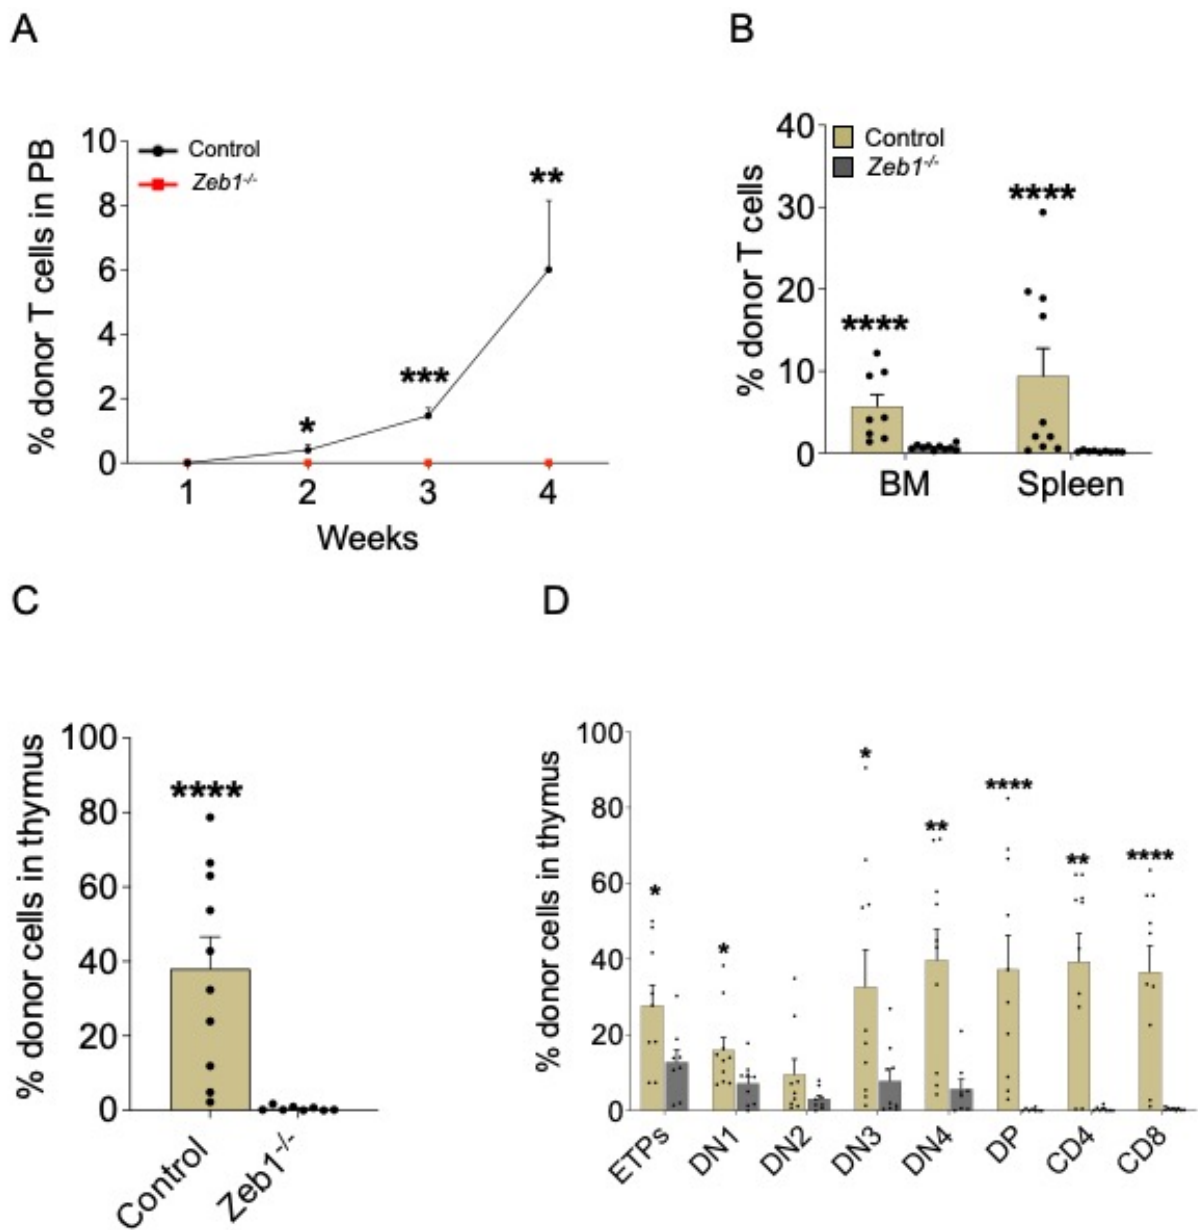 A
% donor T cells in PB
10
8
6
4
2
0
Control
Zeb1-/-
*
***
**
1 2 3 4
Weeks
B
% donor T cells
40
30
20
10
0
Control
Zeb1-/-
****
****
BM Spleen
C
% donor cells in thymus
100
80
60
40
20
0
****
Control Zeb1-/-
D
% donor cells in thymus
100
80
60
40
20
0
* * * ** **** ** ****
ETPs DN1 DN2 DN3 DN4 DP CD4 CD8